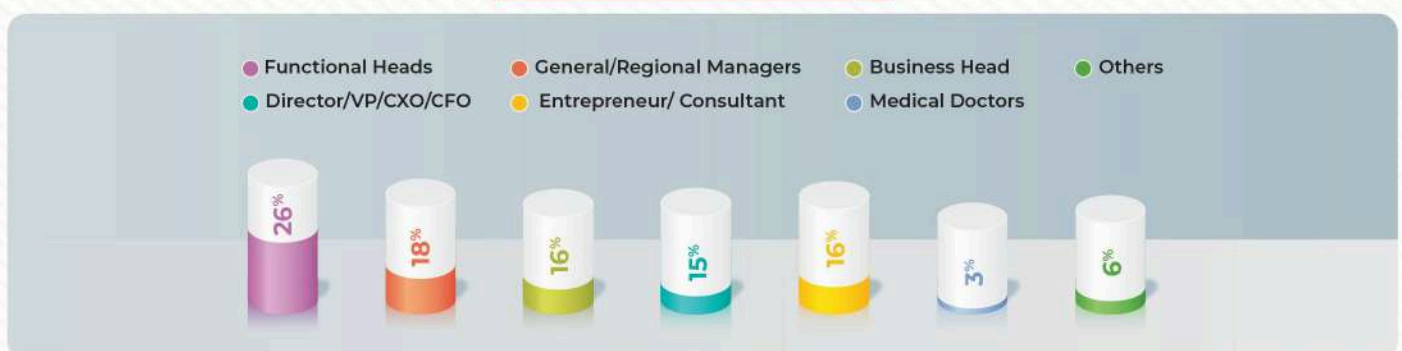 Functional Heads General/Regional Managers Business Head Others
Director/VP/CXO/CFO Entrepreneur/ Consultant Medical Doctors
26% 18% 16% 15% 16% 3% 6%